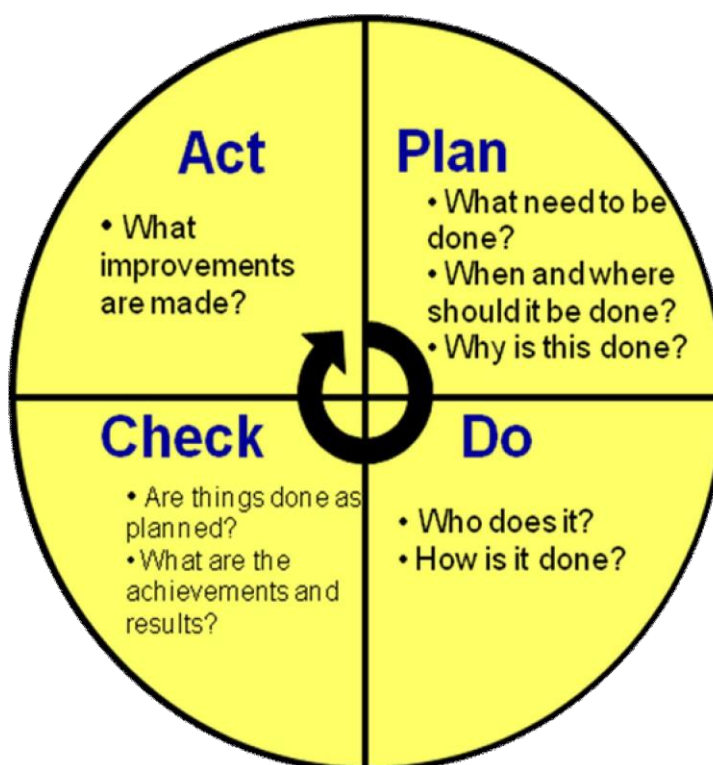 Act
• What
improvements
are made?
Plan
• What need to be
done?
• When and where
should it be done?
• Why is this done?
Check
• Are things done as
planned?
• What are the
achievements and
results?
Do
• Who does it?
• How is it done?